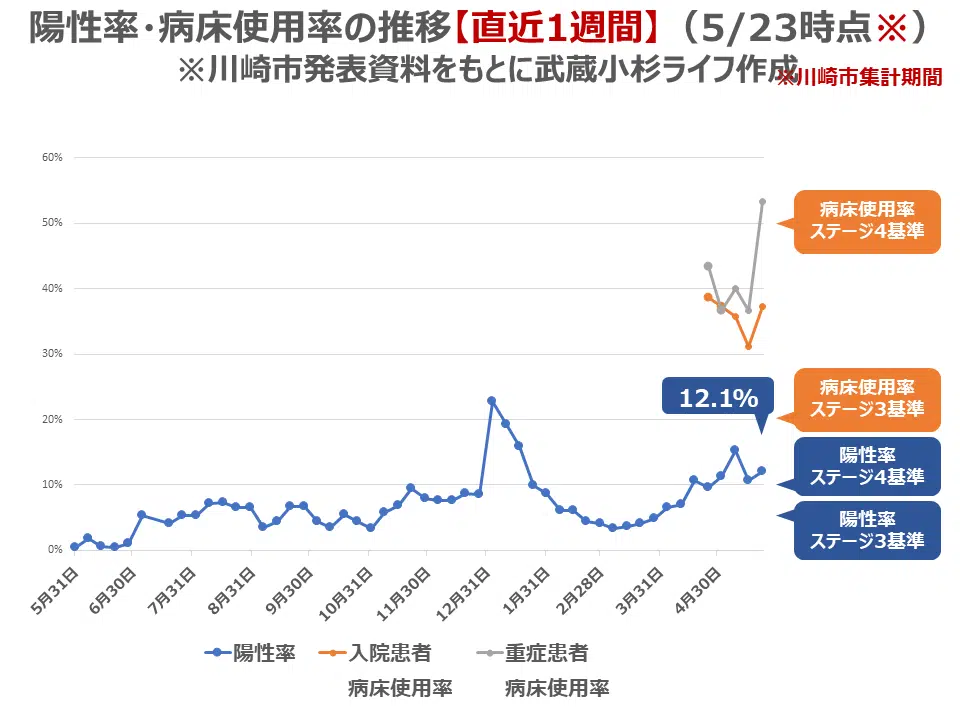 陽性率・病床使用率の推移【直近1週間】（5/23時点※）
※川崎市発表資料をもとに武蔵小杉ライフ作成
※川崎市集計期間
60%
50%
40%
30%
20%
10%
0%
病床使用率
ステージ4基準
病床使用率
ステージ3基準
12.1%
陽性率
ステージ4基準
陽性率
ステージ3基準
5月31日
6月30日
7月31日
8月31日
9月30日
10月31日
11月30日
12月31日
1月31日
2月28日
3月31日
4月30日
陽性率 入院患者 重症患者
病床使用率 病床使用率